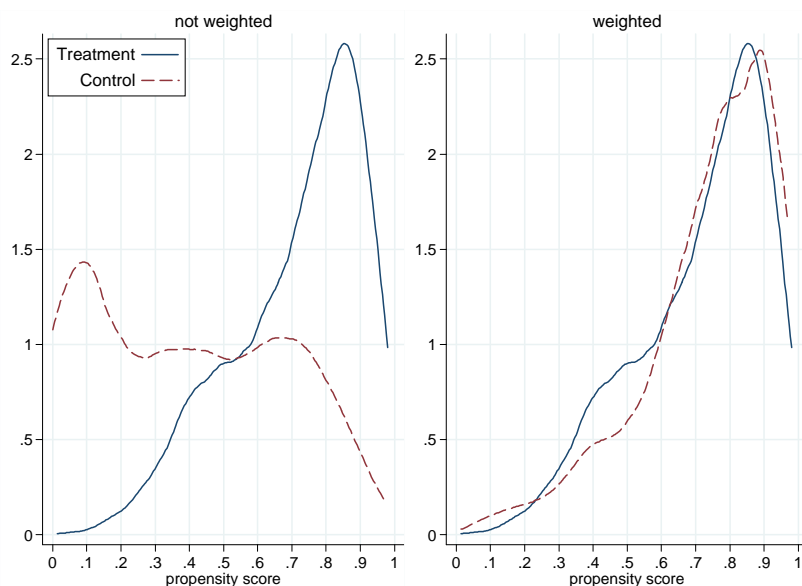 not weighted
Treatment
Control
2.5
2
1.5
1
.5
0
0 .1 .2 .3 .4 .5 .6 .7 .8 .9 1
propensity score
weighted
2.5
2
1.5
1
.5
0
0 .1 .2 .3 .4 .5 .6 .7 .8 .9 1
propensity score